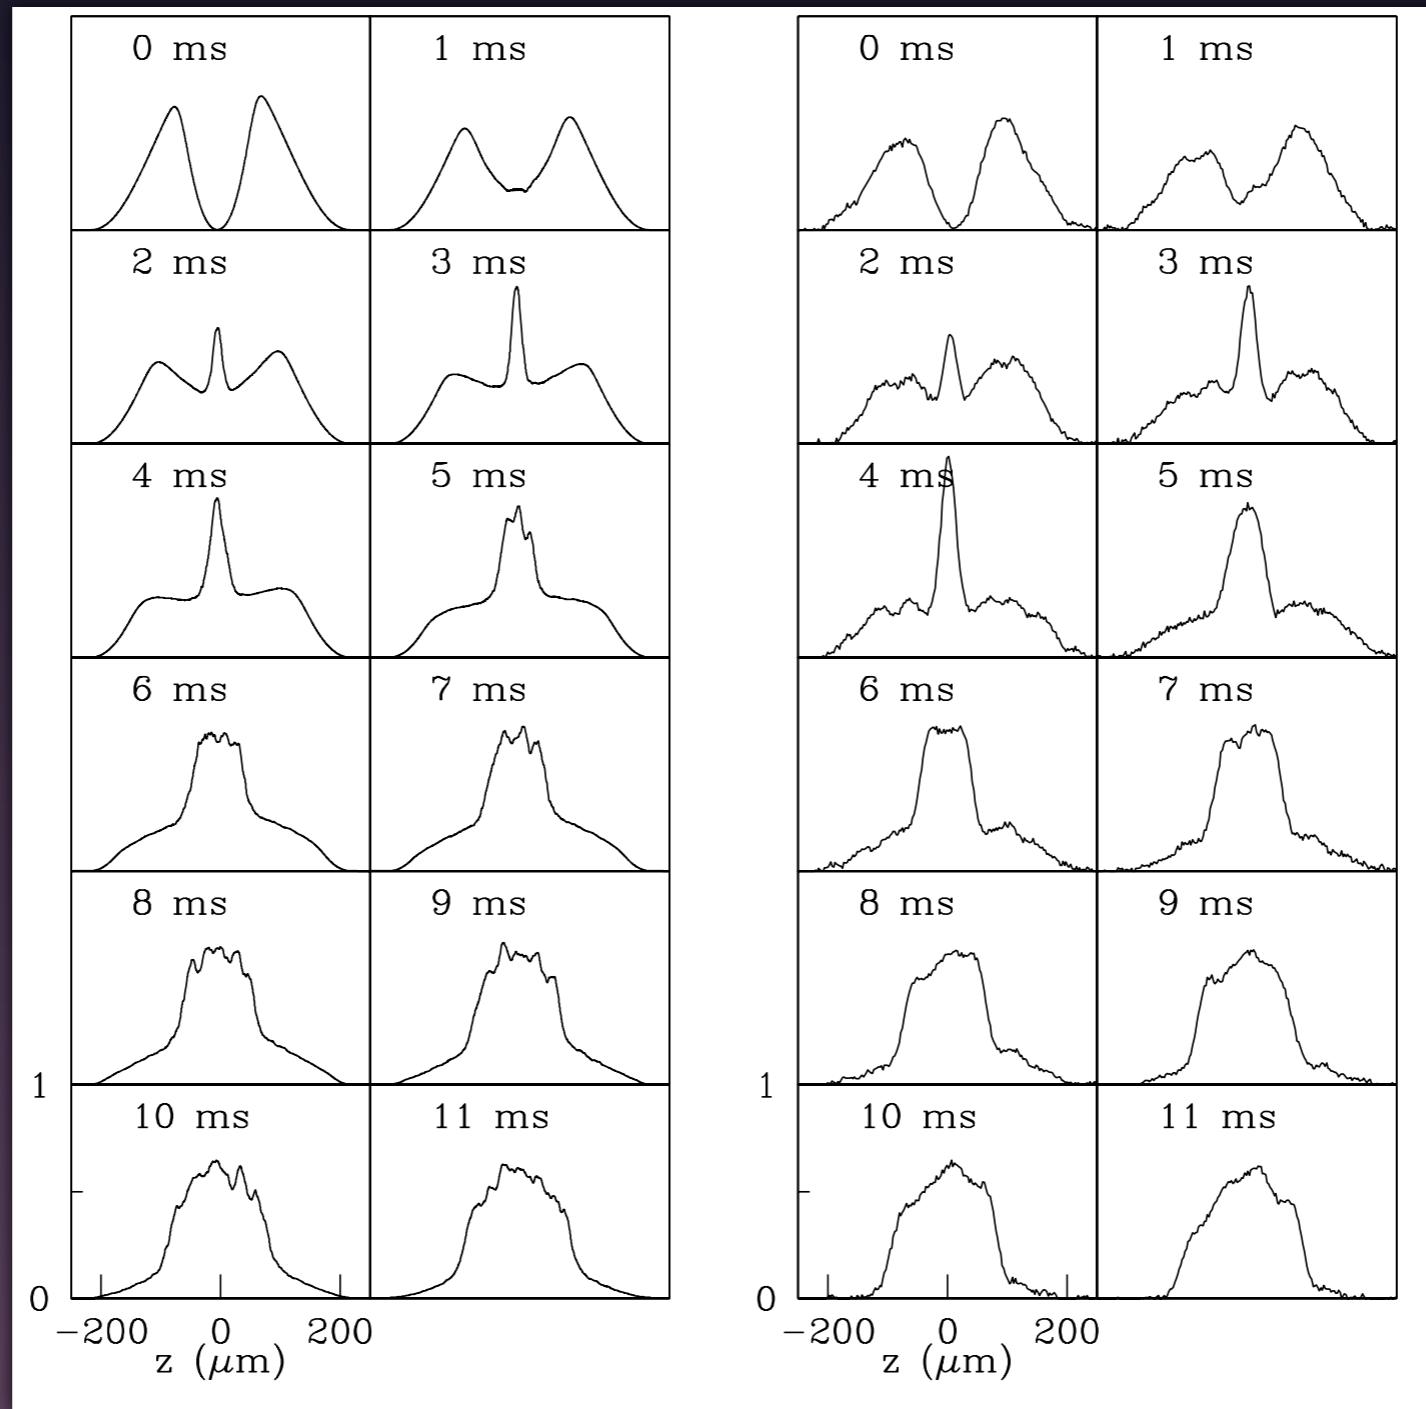 0 ms 1 ms 0 ms 1 ms
2 ms 3 ms 2 ms 3 ms
4 ms 5 ms 4 ms 5 ms
6 ms 7 ms 6 ms 7 ms
8 ms 9 ms 8 ms 9 ms
1 1
10 ms 11 ms 10 ms 11 ms
0 0
−200 0 200 −200 0 200
z (μm) z (μm)